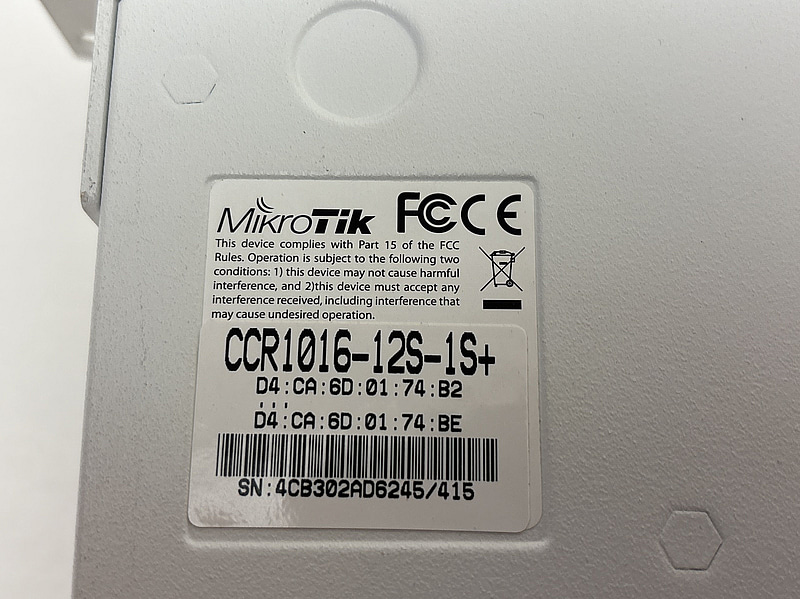 MikroTik FC CE
This device complies with Part 15 of the FCC
Rules. Operation is subject to the following two
conditions: 1) this device may not cause harmful
interference, and 2)this device must accept any
interference received, including interference that
may cause undesired operation.
CCR1016-12S-1S+
D4:CA:6D:01:74:B2
...
D4:CA:6D:01:74:BE
SN:4CB302AD6245/415